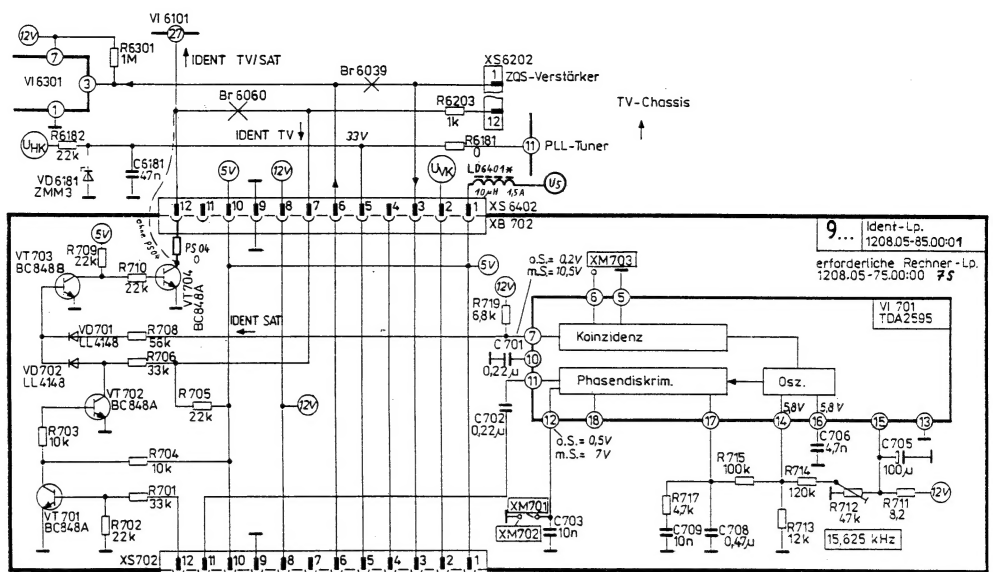 VI 6101
27
12V
7
R6301
1M
IDENT TV/SAT
VI 6301
3
1
Br 6039
Br 6060
XS6202
1
ZQS-Verstärker
R6203
1k
12
TV-Chassis
IDENT TV
33V
UHK
R6182
22k
R6181
0
11
PLL-Tuner
C6181
47n
VD6181
ZMM3
5V
12V
UVK
LD6401*
10µH 1,5A
U5
12 11 10 9 8 7 6 5 4 3 2 1
XS 6402
XB 702
ohne PS04
PS04
0
9... Ident-Lp.
1208.05-85.00:01
erforderliche Rechner-Lp.
1208.05-75.00:00 75
5V
R709
22k
VT703
BC848B
R710
22k
VT704
BC848A
5V
o.S.= 0,2V
m.S.= 10,5V
XM703
12V
R719
6,8k
6
5
VI 701
TDA2595
IDENT SAT
VD701
LL4148
R708
56k
7
Koinzidenz
C701
0,22µ
10
VD702
LL4148
R706
33k
11
Phasendiskrim.
Osz.
VT702
BC848A
R705
22k
12V
C702
0,22µ
12
18
17
5,8V
14
5,8V
16
15
13
o.S.= 0,5V
m.S.= 7V
R703
10k
R704
10k
C706
4,7n
C705
100µ
R715
100k
R714
120k
R717
4,7k
R712
47k
R711
8,2
12V
VT701
BC848A
R701
33k
R702
22k
XM701
XM702
C703
10n
C709
10n
C708
0,47µ
R713
12k
15,625 kHz
XS702
12 11 10 9 8 7 6 5 4 3 2 1